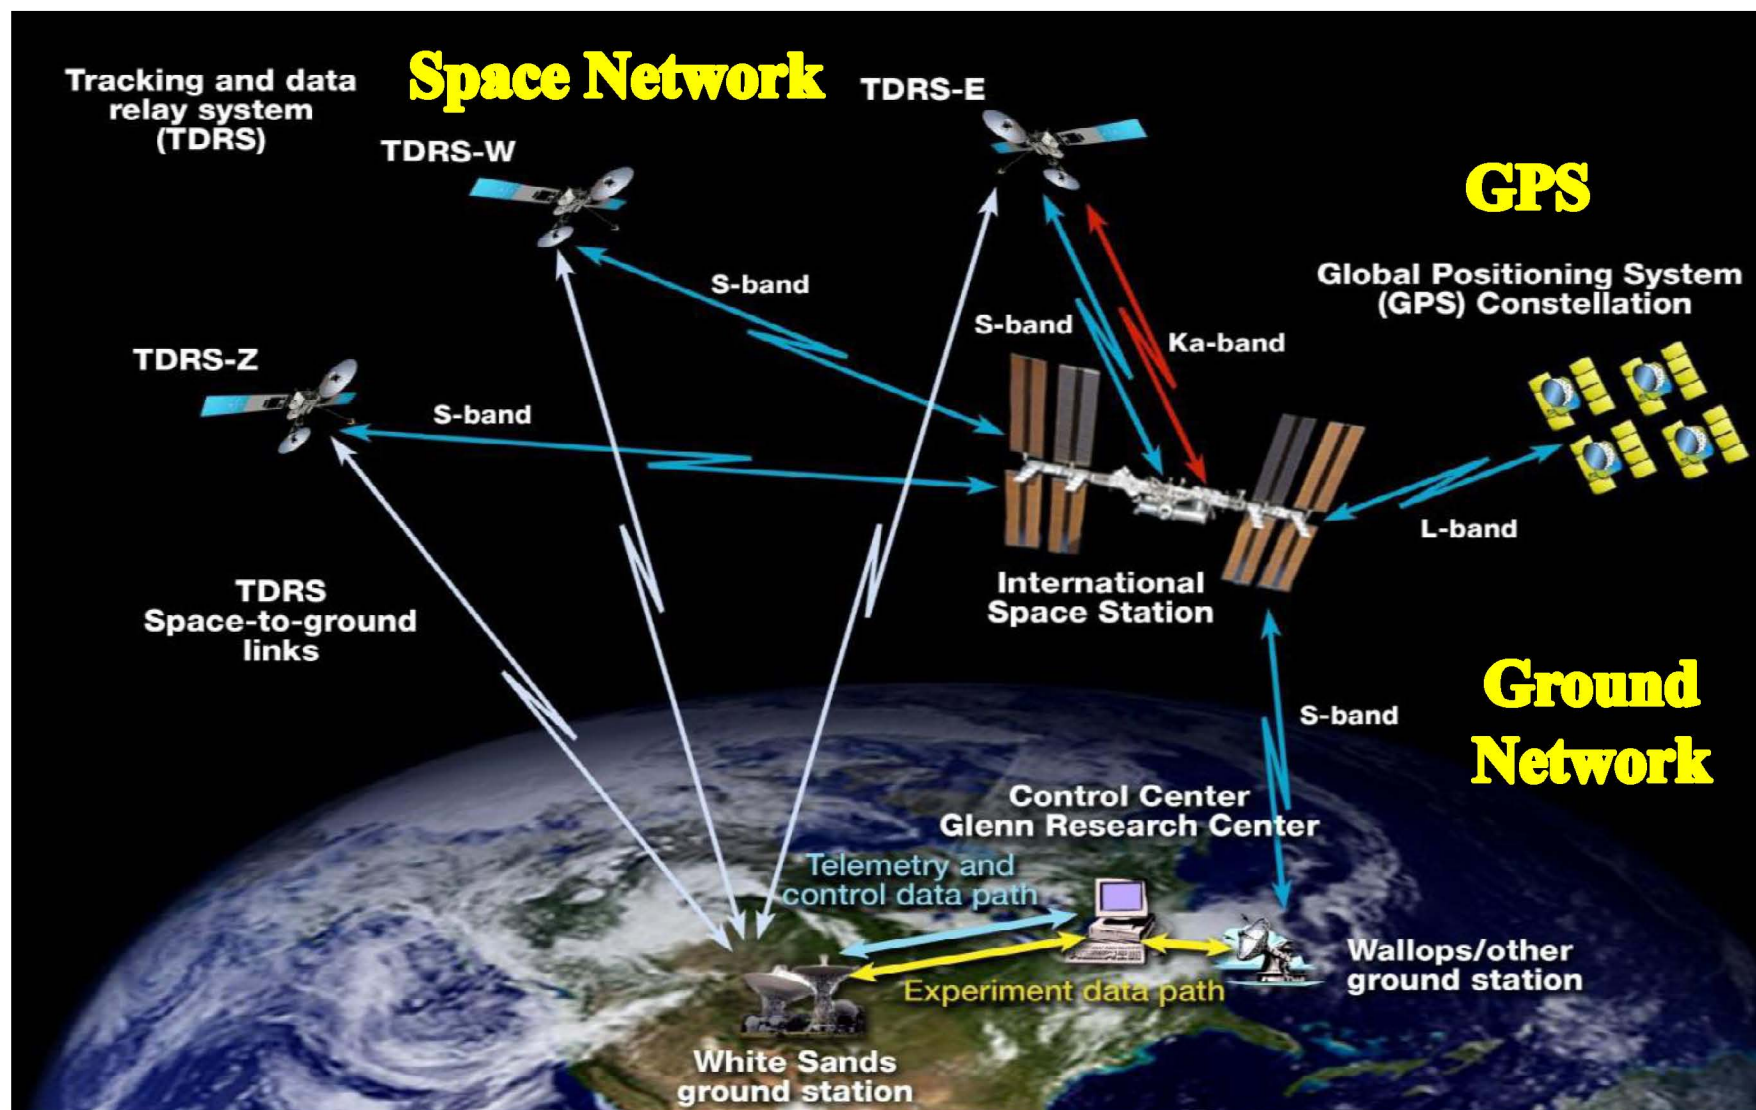 Tracking and data
relay system
(TDRS)
Space Network
TDRS-E
TDRS-W
GPS
Global Positioning System
(GPS) Constellation
S-band
S-band
Ka-band
TDRS-Z
S-band
L-band
International
Space Station
TDRS
Space-to-ground
links
Ground
Network
S-band
Control Center
Glenn Research Center
Telemetry and
control data path
Wallops/other
ground station
Experiment data path
White Sands
ground station